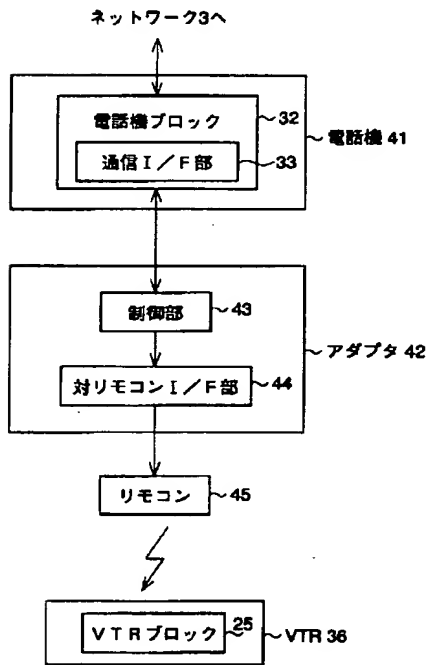 ネットワーク3へ
電話機ブロック
32
通信I/F部
33
電話機 41
制御部
43
アダプタ 42
対リモコンI/F部
44
リモコン
45
VTRブロック
25
VTR 36